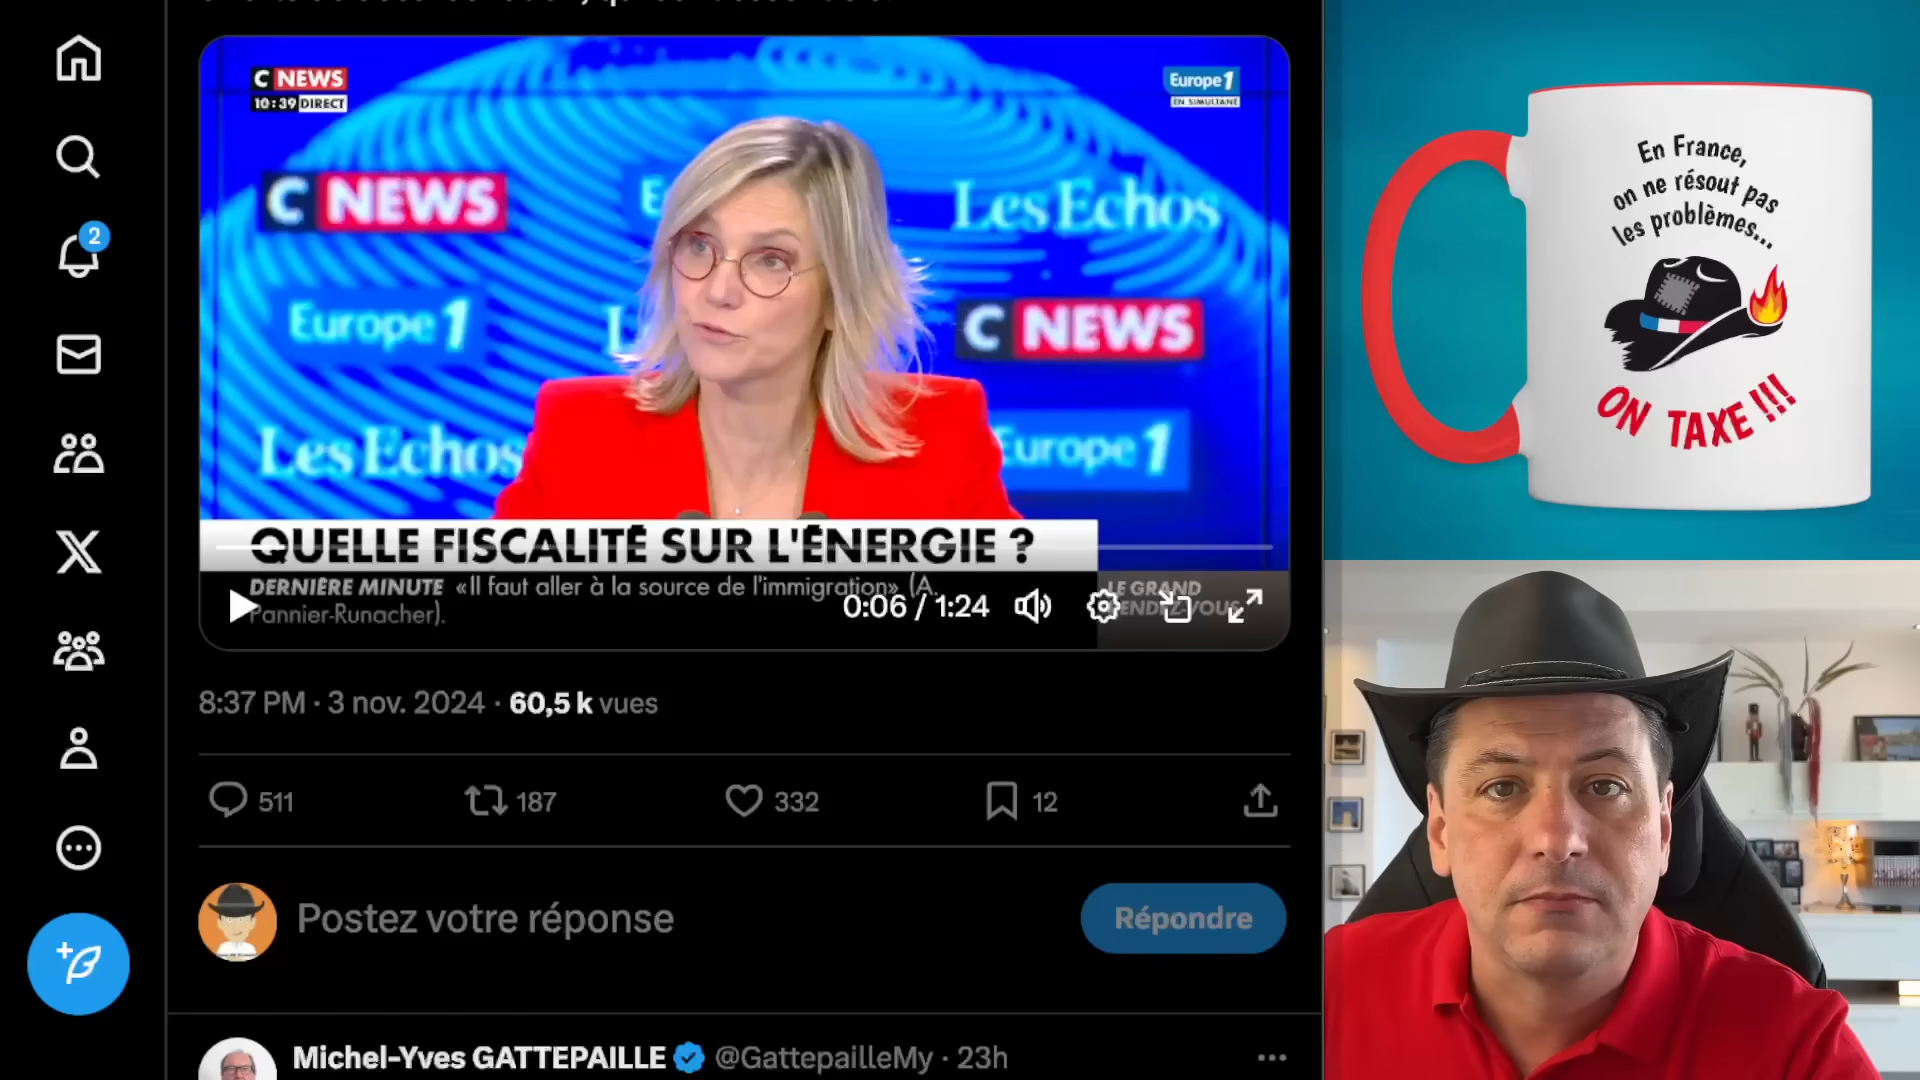 C NEWS
10:39 DIRECT
Europe 1
EN SIMULTANÉ
C NEWS
Les Echos
Europe 1
C NEWS
Les Echos
Europe 1
QUELLE FISCALITÉ SUR L'ÉNERGIE ?
DERNIÈRE MINUTE «Il faut aller à la source de l'immigration» (A.
Pannier-Runacher).
LE GRAND
RENDEZ-VOUS
0:06 / 1:24
8:37 PM · 3 nov. 2024 · 60,5 k vues
511
187
332
12
Postez votre réponse
Répondre
Michel-Yves GATTEPAILLE @GattepailleMy · 23h
2
En France,
on ne résout pas
les problèmes...
ON TAXE !!!